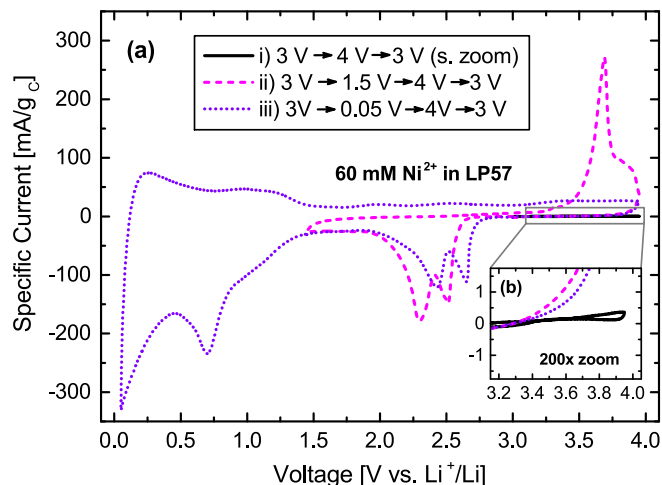 (a)
i) 3 V → 4 V → 3 V (s. zoom)
ii) 3 V → 1.5 V → 4 V → 3 V
iii) 3V → 0.05 V → 4V → 3 V
60 mM Ni²⁺ in LP57
Specific Current [mA/g_C]
300
200
100
0
-100
-200
-300
(b)
1
0
-1
200x zoom
3.2 3.4 3.6 3.8 4.0
0.0 0.5 1.0 1.5 2.0 2.5 3.0 3.5 4.0
Voltage [V vs. Li⁺/Li]